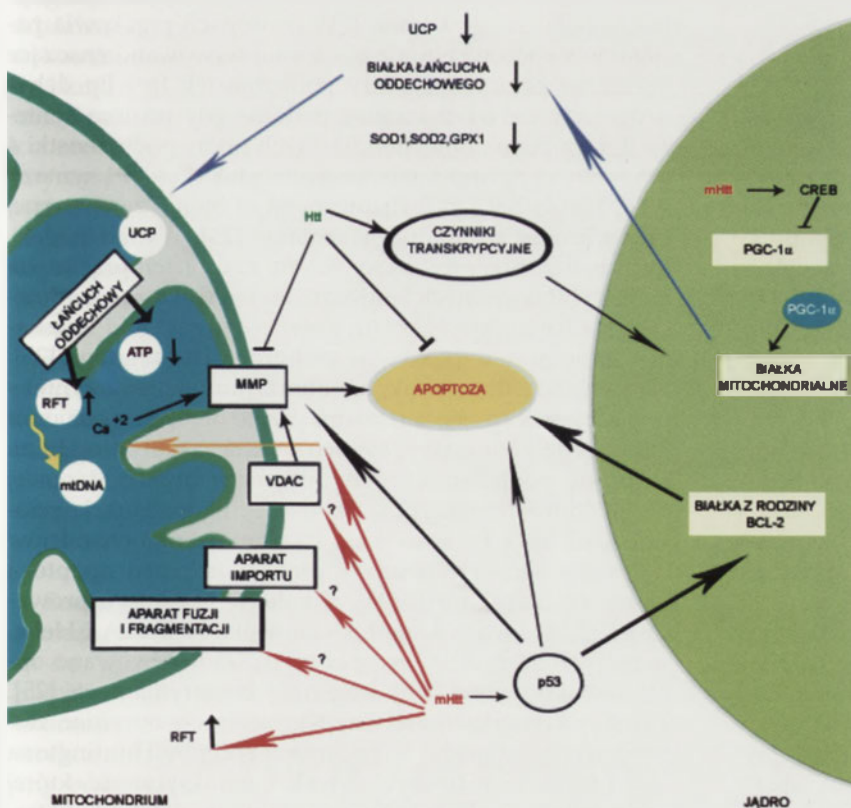 UCP
BIAŁKA ŁAŃCUCHA
ODDECHOWEGO
SOD1,SOD2,GPX1
mHtt
CREB
PGC-1α
UCP
Htt
CZYNNIKI
TRANSKRYPCYJNE
ŁAŃCUCH
ODDECHOWY
PGC-1α
ATP
BIAŁKA
MITOCHONDRIALNE
MMP
APOPTOZA
RFT
Ca +2
mtDNA
VDAC
?
BIAŁKA Z RODZINY
BCL-2
APARAT
IMPORTU
?
APARAT FUZJI
I FRAGMENTACJI
?
p53
mHtt
RFT
MITOCHONDRIUM
JĄDRO